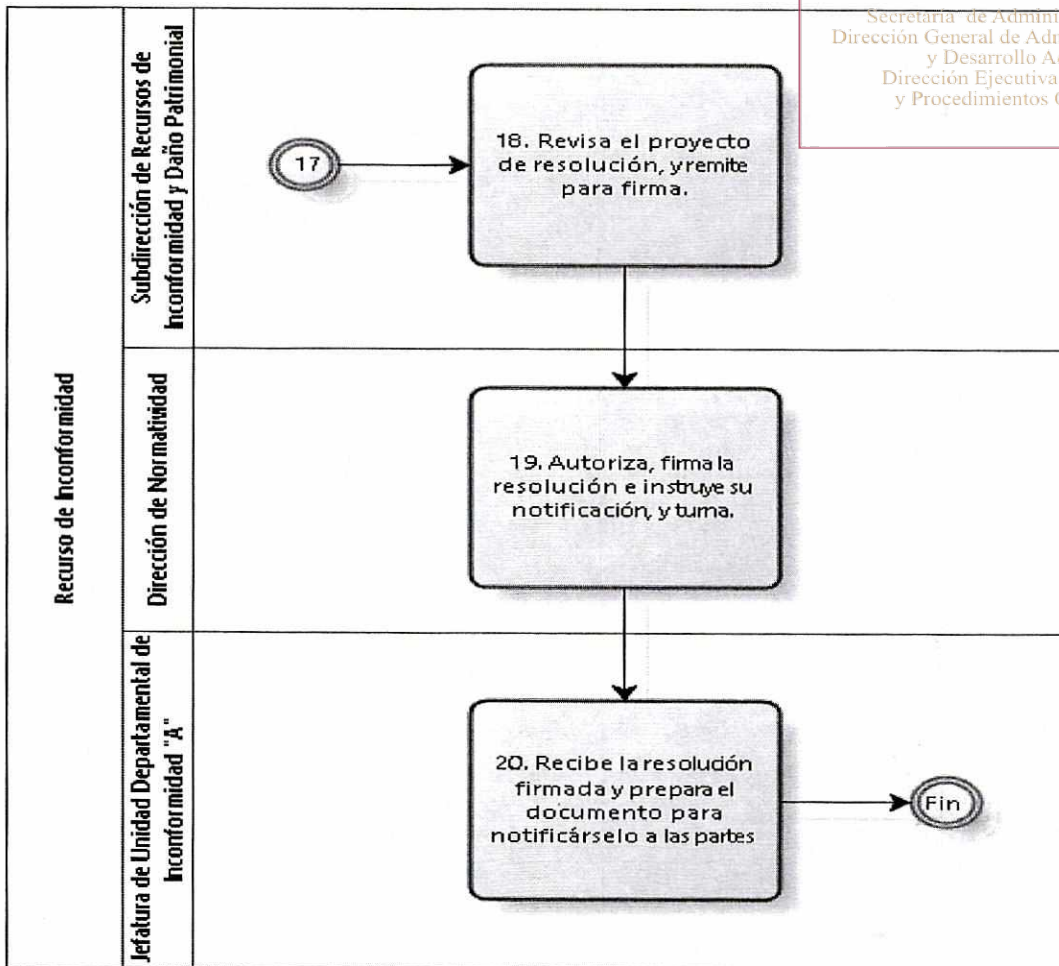 Secretaría de Admini
Dirección General de Adm
y Desarrollo Ad
Dirección Ejecutiva
y Procedimientos O
Recurso de Inconformidad
Subdirección de Recursos de
Inconformidad y Daño Patrimonial
17
18. Revisa el proyecto
de resolución, y remite
para firma.
Dirección de Normatividad
19. Autoriza, firma la
resolución e instruye su
notificación, y turna.
Jefatura de Unidad Departamental de
Inconformidad "A"
20. Recibe la resolución
firmada y prepara el
documento para
notificárselo a las partes
Fin